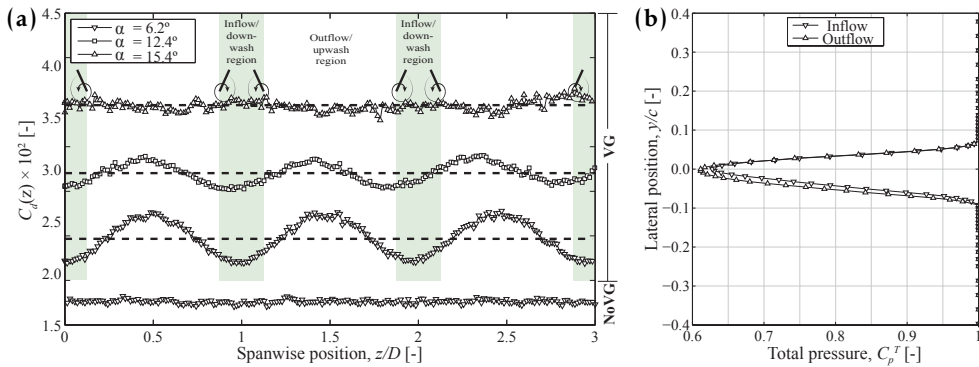 (a)
α = 6.2º
α = 12.4º
α = 15.4º
Inflow/
down-
wash
region
Outflow/
upwash
region
Inflow/
down-
wash
region
4.5
4.0
3.5
3.0
2.5
2.0
1.5
C_d(z) × 10² [-]
0
0.5
1
1.5
2
2.5
3
Spanwise position, z/D [-]
VG
NoVG
(b)
Inflow
Outflow
0.4
0.3
0.2
0.1
0.0
-0.1
-0.2
-0.3
-0.4
Lateral position, y/c [-]
0.6
0.7
0.8
0.9
1
Total pressure, C_p^T [-]